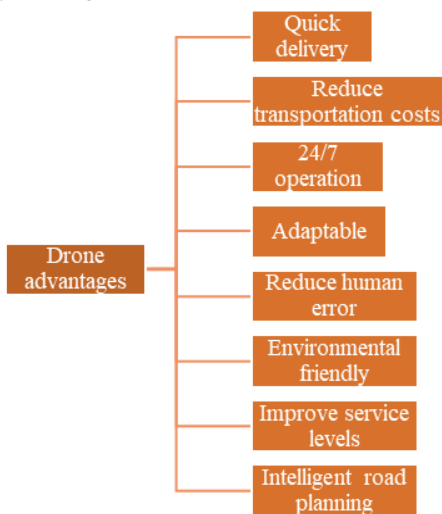 Quick
delivery
Reduce
transportation costs
24/7
operation
Adaptable
Drone
advantages
Reduce human
error
Environmental
friendly
Improve service
levels
Intelligent road
planning